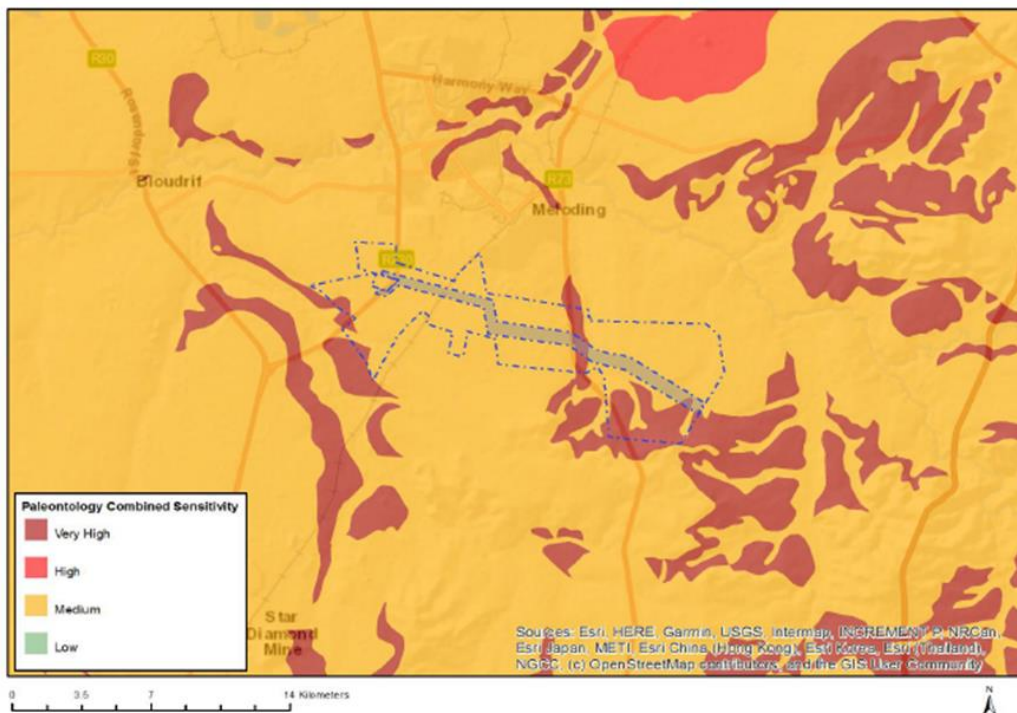 R30
Harmony Way
Bloudrif
R73
Meloding
R730
Paleontology Combined Sensitivity
Very High
High
Medium
Low
Star
Diamond
Mine
Sources: Esri, HERE, Garmin, USGS, Intermap, INCREMENT P, NRCan,
Esri Japan, METI, Esri China (Hong Kong), Esri Korea, Esri (Thailand),
NGCC, (c) OpenStreetMap contributors, and the GIS User Community
0 3.5 7 14 Kilometers
N